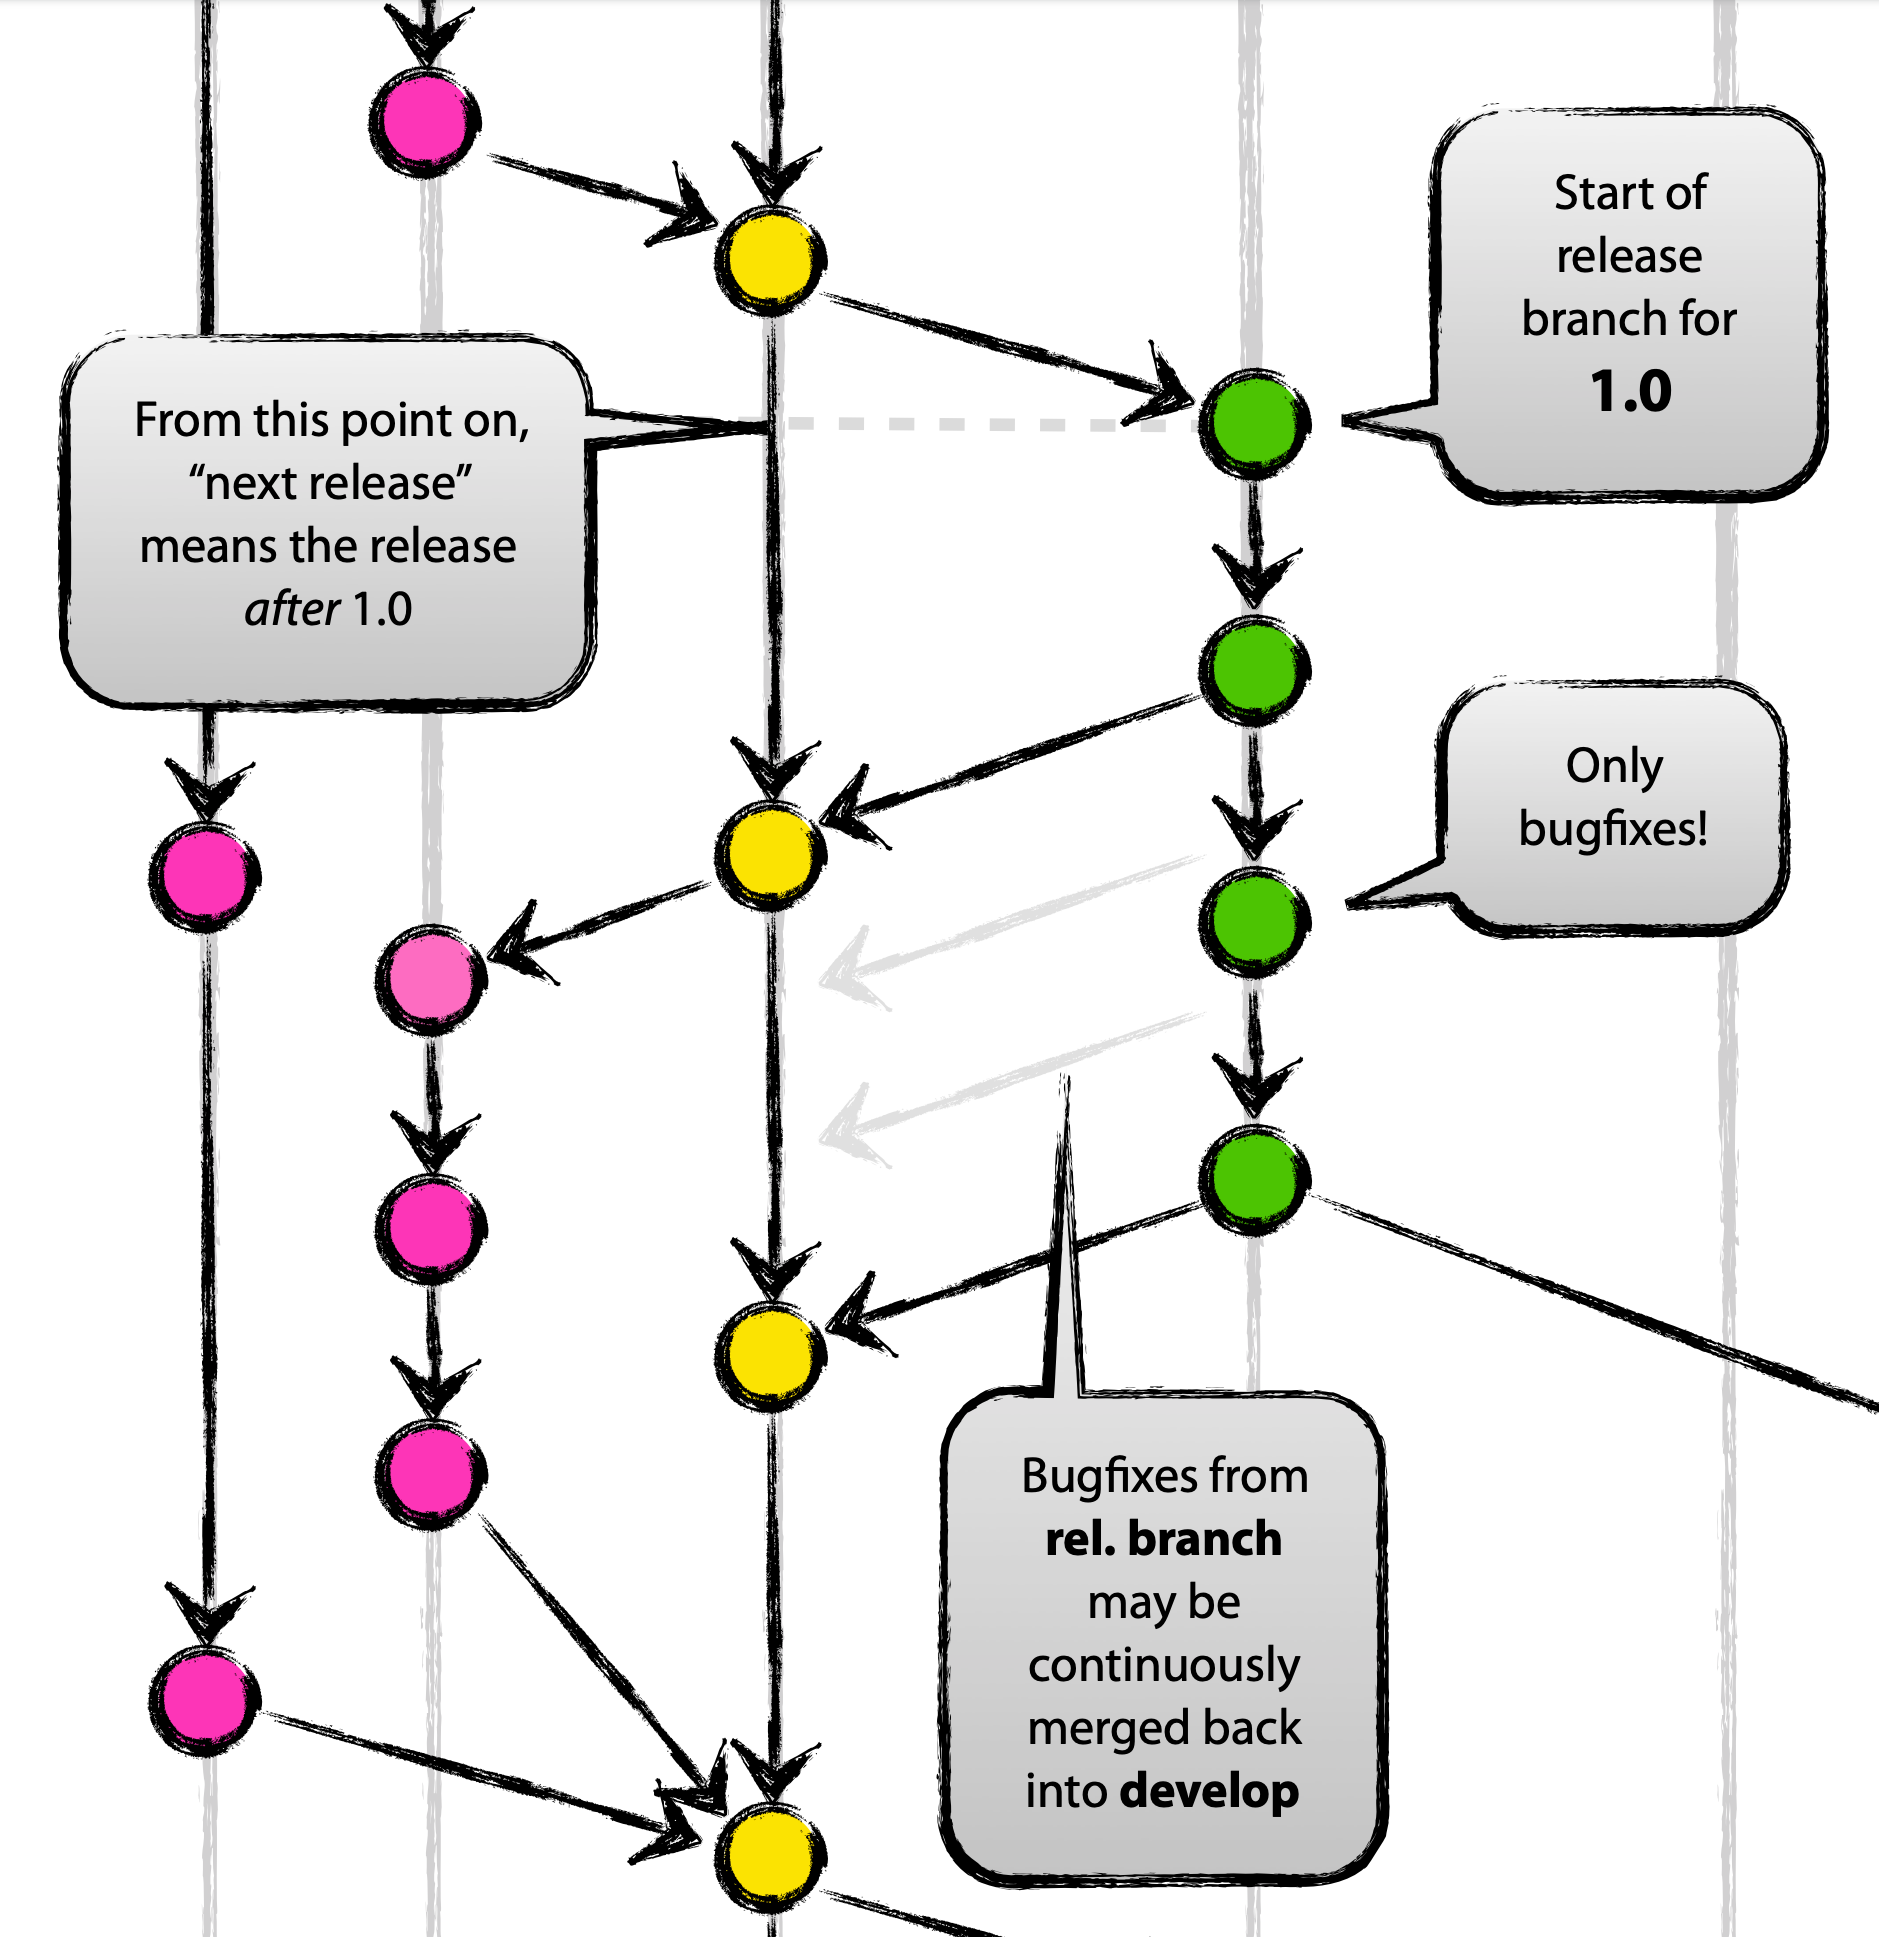 Start of
release
branch for
1.0
From this point on,
“next release”
means the release
after 1.0
Only
bugfixes!
Bugfixes from
rel. branch
may be
continuously
merged back
into develop